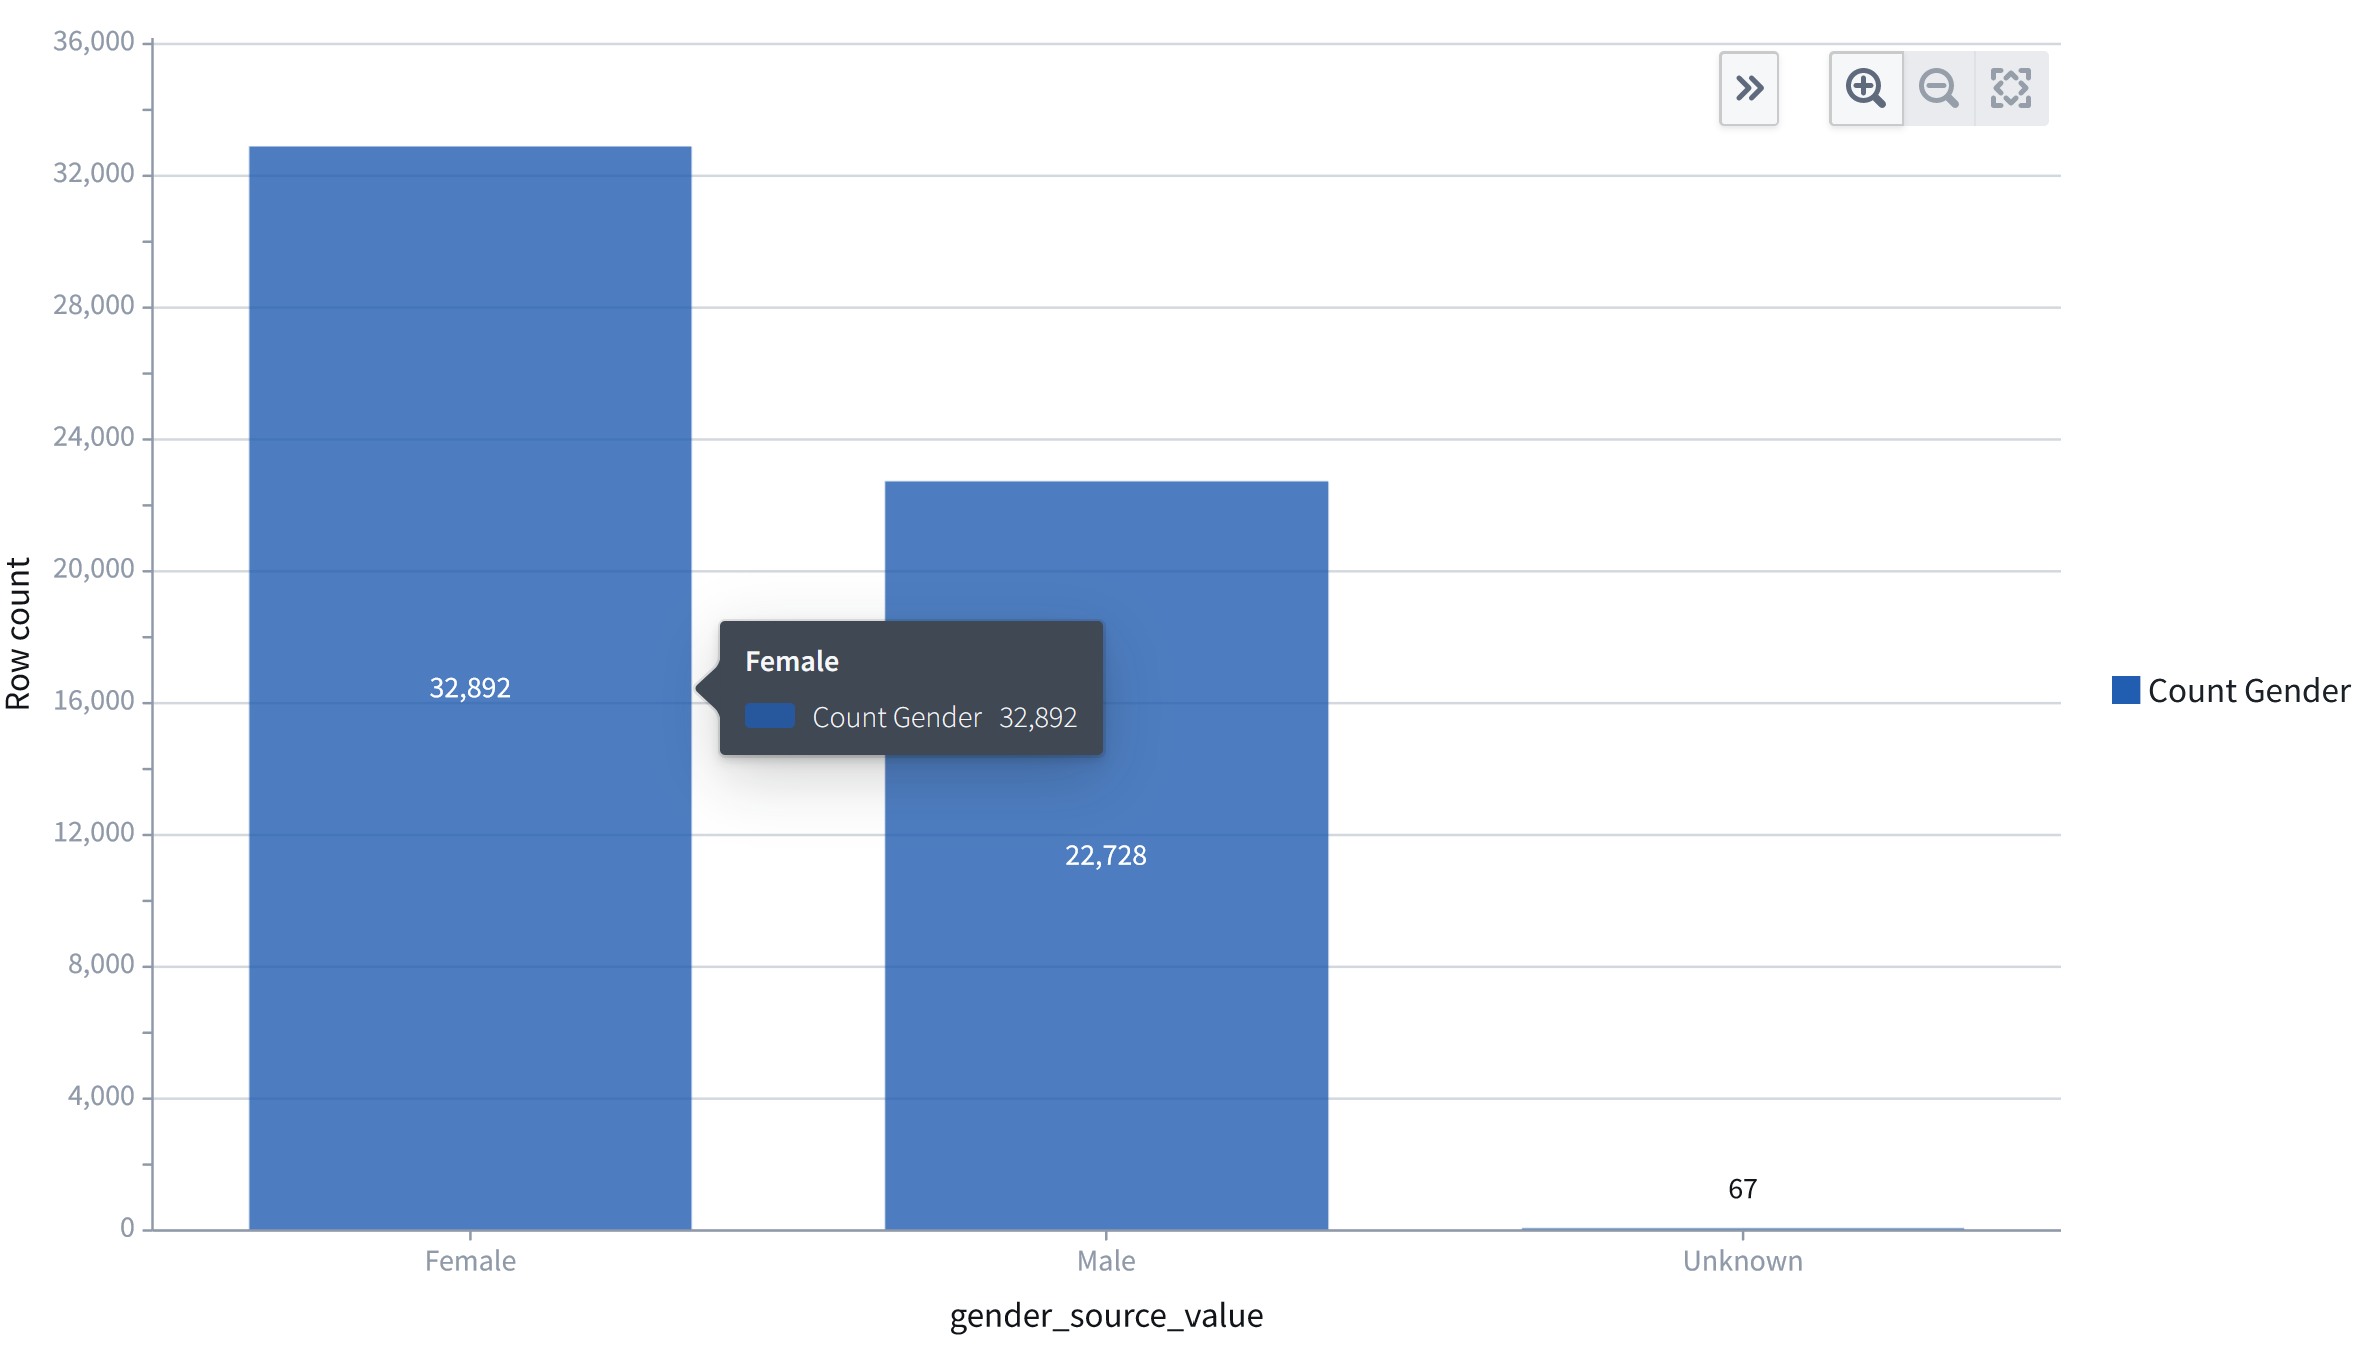 36,000
32,000
28,000
24,000
20,000
16,000
12,000
8,000
4,000
0
Row count
32,892
Female
Count Gender 32,892
22,728
67
Female
Male
Unknown
gender_source_value
Count Gender